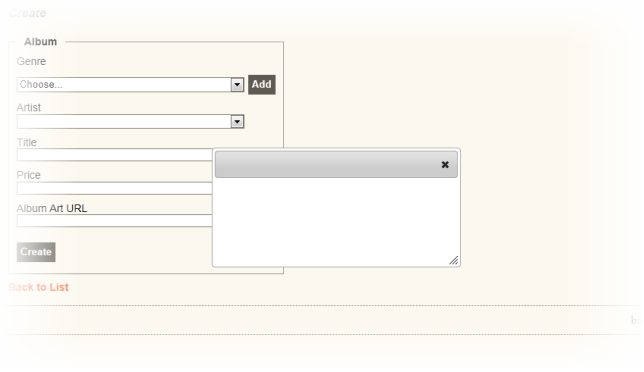 Create
Album
Genre
Choose... Add
Artist
Title
Price
Album Art URL
Create
Back to List